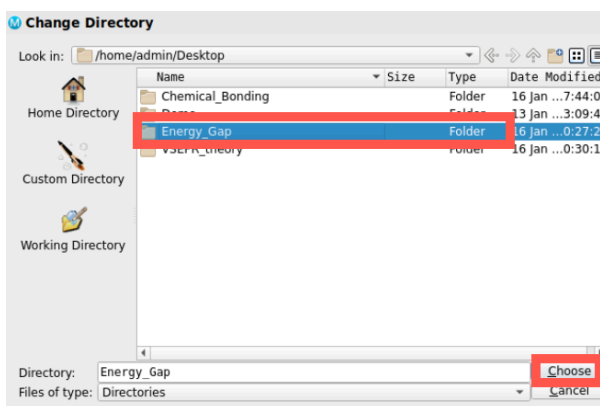 Change Directory
Look in: /home/admin/Desktop
Name Size Type Date Modified
Chemical_Bonding Folder 16 Jan ...7:44:0
Folder 13 Jan ...3:09:4
Energy_Gap Folder 16 Jan ...0:27:2
VSEPR_theory Folder 16 Jan ...0:30:1
Home Directory
Custom Directory
Working Directory
Directory: Energy_Gap Choose
Files of type: Directories Cancel